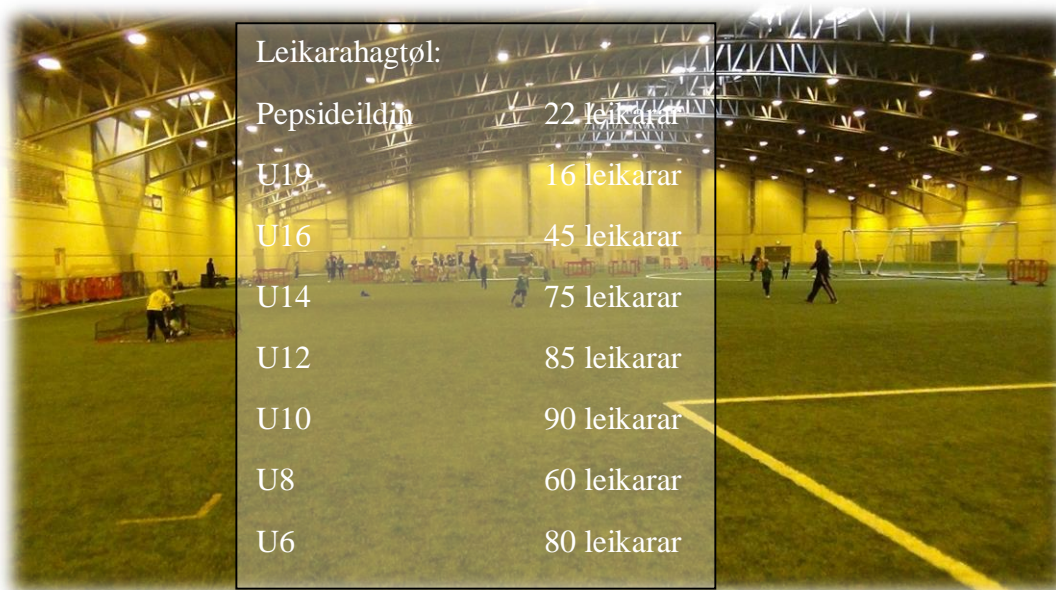 Leikarahagtøl:
Pepsideildin 22 leikarar
U19 16 leikarar
U16 45 leikarar
U14 75 leikarar
U12 85 leikarar
U10 90 leikarar
U8 60 leikarar
U6 80 leikarar